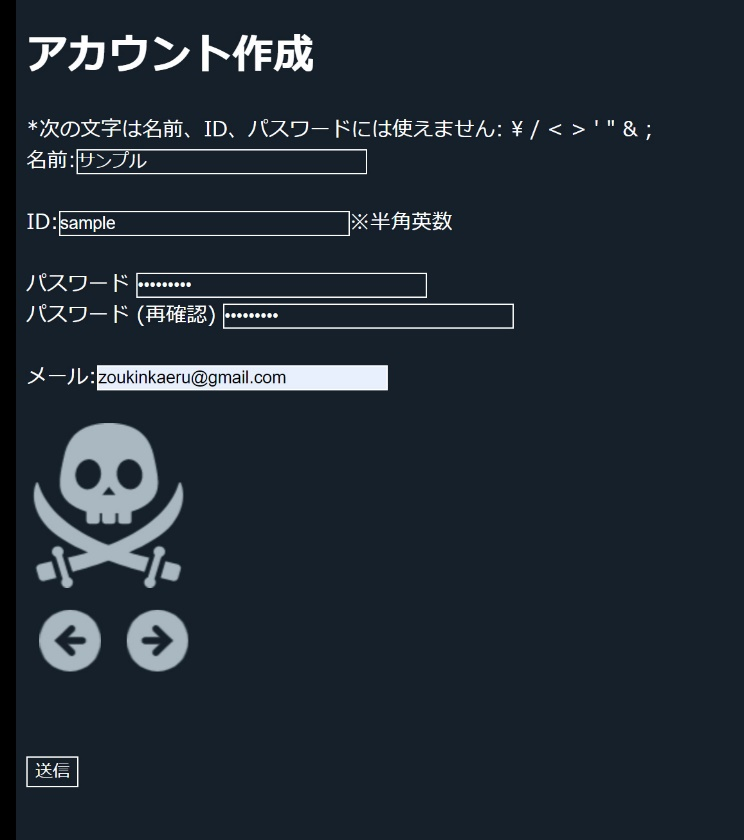 アカウント作成
*次の文字は名前、ID、パスワードには使えません: ¥ / < > ' " & ;
名前:サンプル
ID:sample※半角英数
パスワード •••••••••
パスワード (再確認) •••••••••
メール:zoukinkaeru@gmail.com
送信